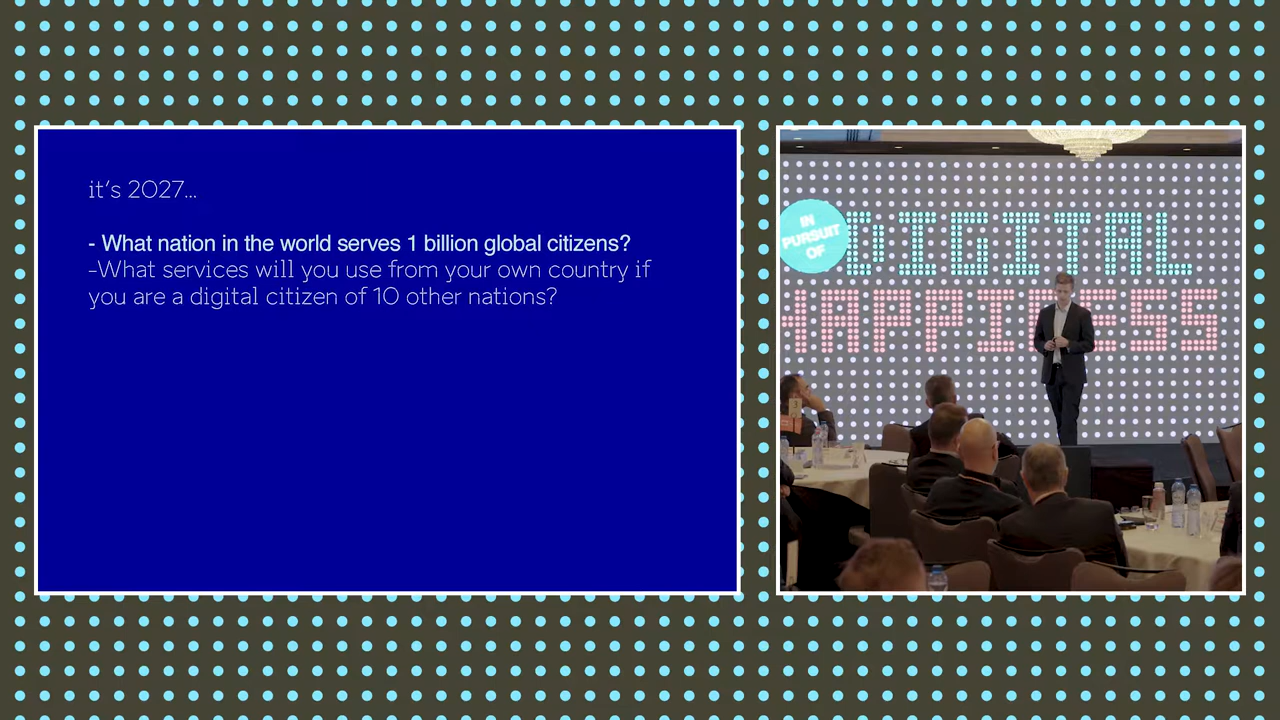 it's 2027...
- What nation in the world serves 1 billion global citizens?
-What services will you use from your own country if
you are a digital citizen of 10 other nations?
IN
PURSUIT
OF
DIGITAL
HAPPINESS
3